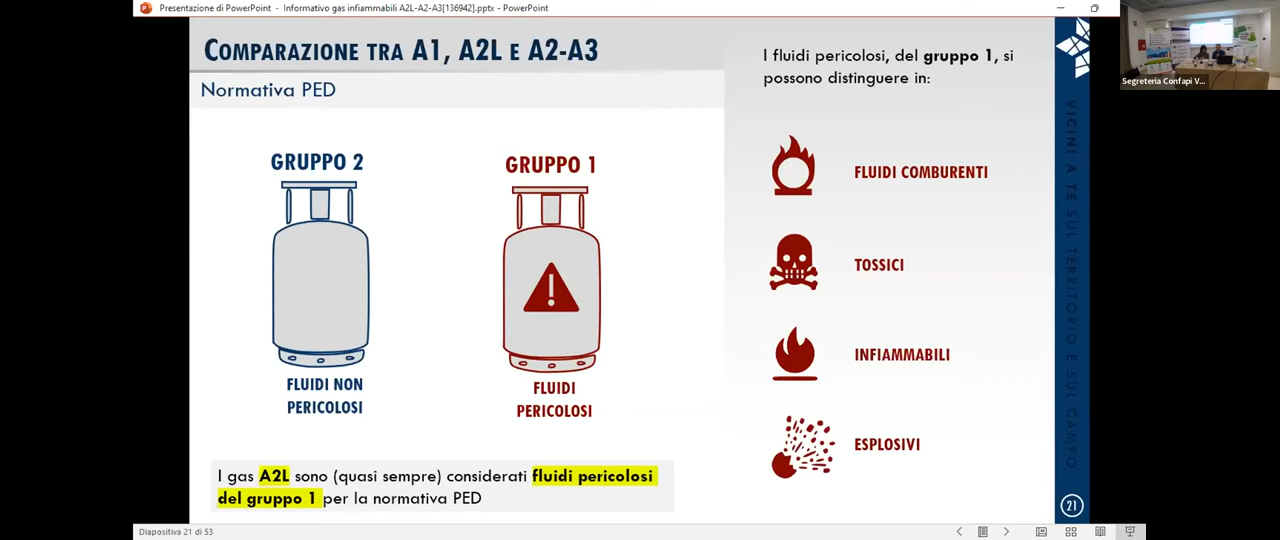 Presentazione di PowerPoint - Informativo gas infiammabili A2L-A2-A3[136942].pptx - PowerPoint
COMPARAZIONE TRA A1, A2L E A2-A3
Normativa PED
GRUPPO 2
GRUPPO 1
FLUIDI NON
PERICOLOSI
FLUIDI
PERICOLOSI
I gas A2L sono (quasi sempre) considerati fluidi pericolosi
del gruppo 1 per la normativa PED
I fluidi pericolosi, del gruppo 1, si
possono distinguere in:
FLUIDI COMBURENTI
TOSSICI
INFIAMMABILI
ESPLOSIVI
VICINI A TE SUL TERRITORIO E SUL CAMPO
21
Segreteria Confapi V...
Diapositiva 21 di 53